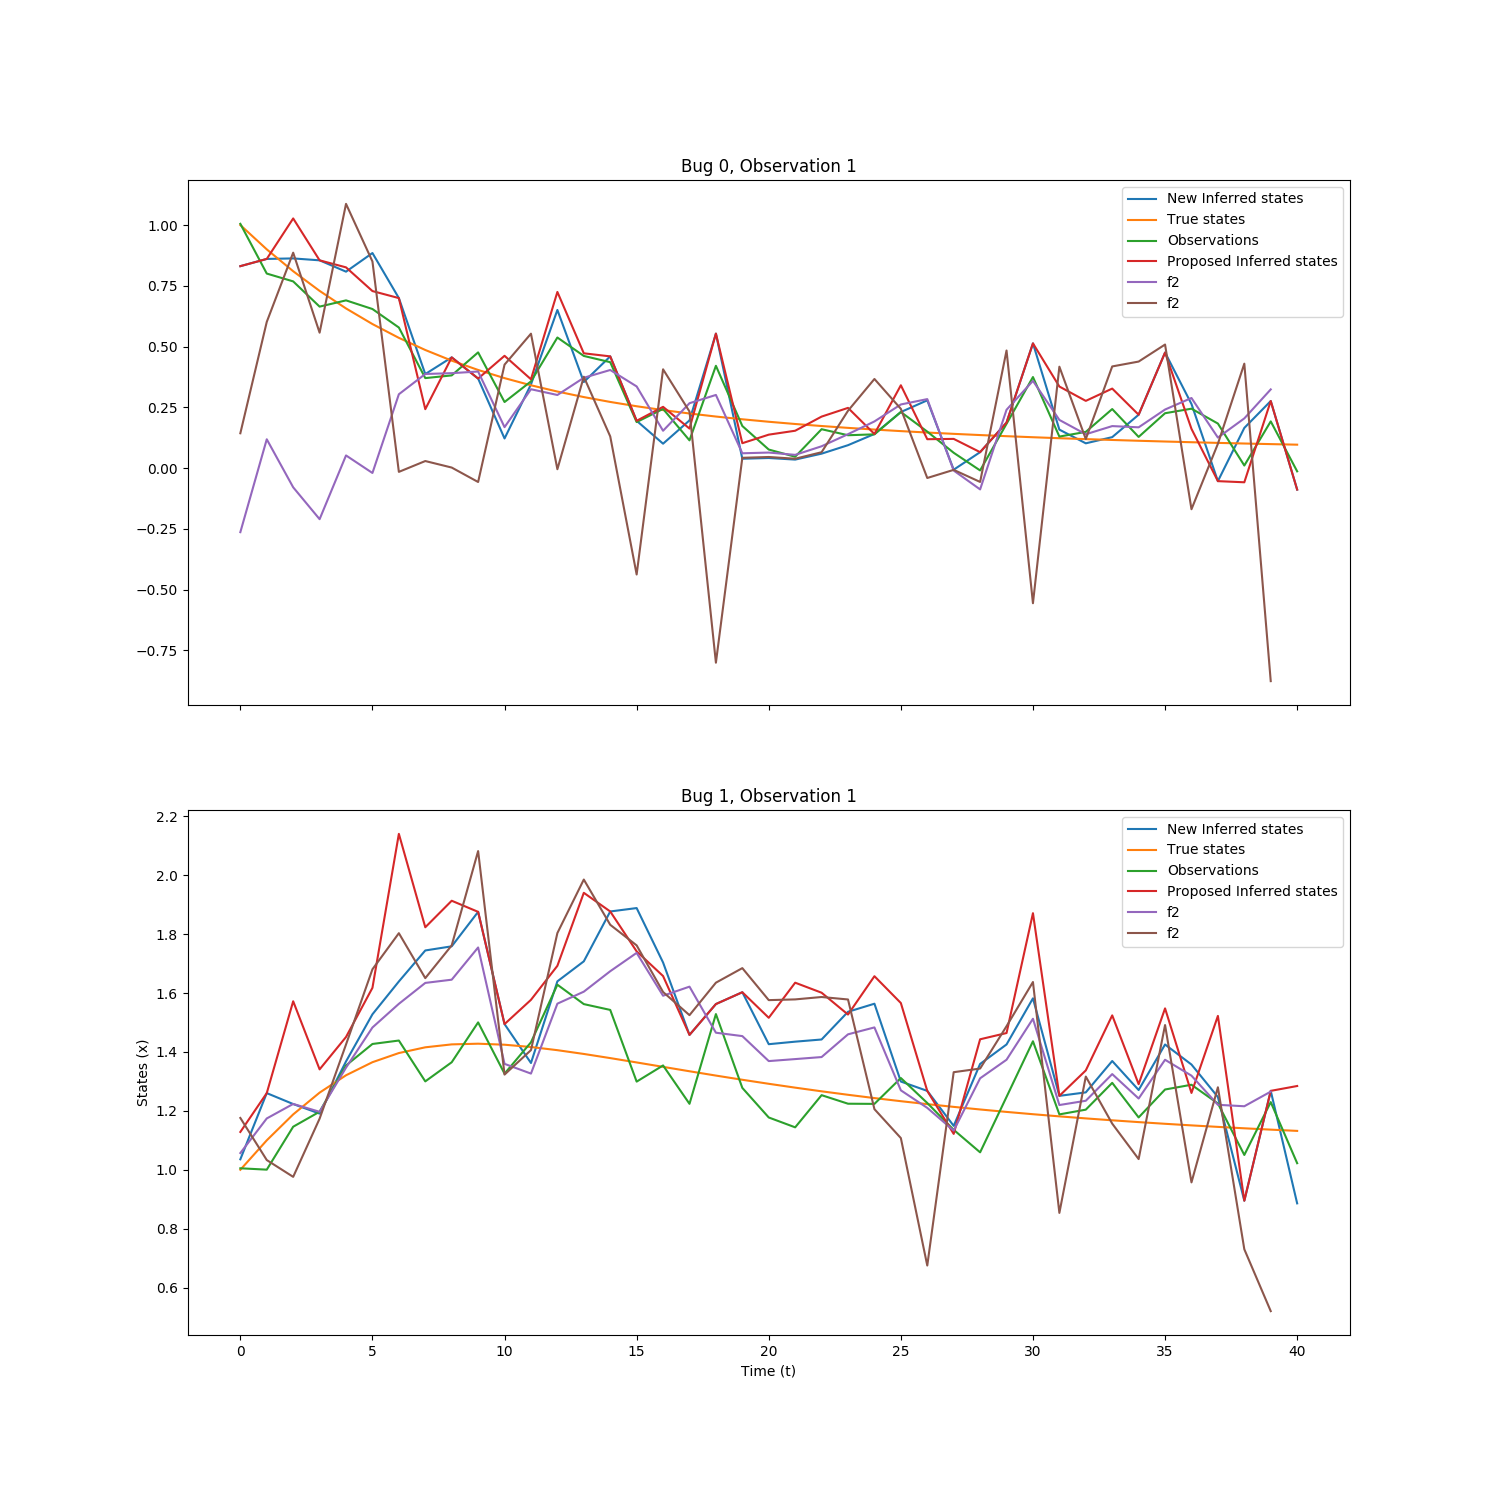 Bug 0, Observation 1
1.00
0.75
0.50
0.25
0.00
−0.25
−0.50
−0.75
New Inferred states
True states
Observations
Proposed Inferred states
f2
f2
Bug 1, Observation 1
2.2
2.0
1.8
1.6
1.4
1.2
1.0
0.8
0.6
States (x)
New Inferred states
True states
Observations
Proposed Inferred states
f2
f2
0 5 10 15 20 25 30 35 40
Time (t)